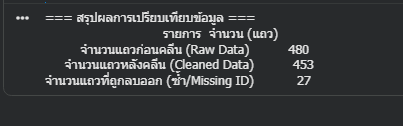 ••• === สรุปผลการเปรียบเทียบข้อมูล ===
รายการ จำนวน (แถว)
จำนวนแถวก่อนคลีน (Raw Data) 480
จำนวนแถวหลังคลีน (Cleaned Data) 453
จำนวนแถวที่ถูกลบออก (ซ้ำ/Missing ID) 27